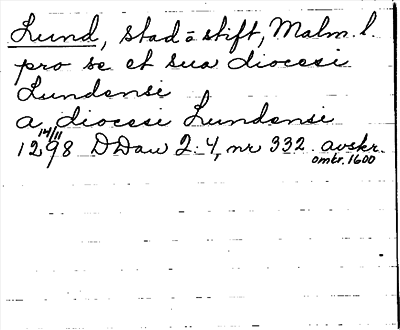 Lund, stad o stift, Malm. l.
pro se et sua diocesi
Lundensi
a diocesi Lundensi
14/11
1298 DDan 2:4, nr 332. avskr.
omkr. 1600